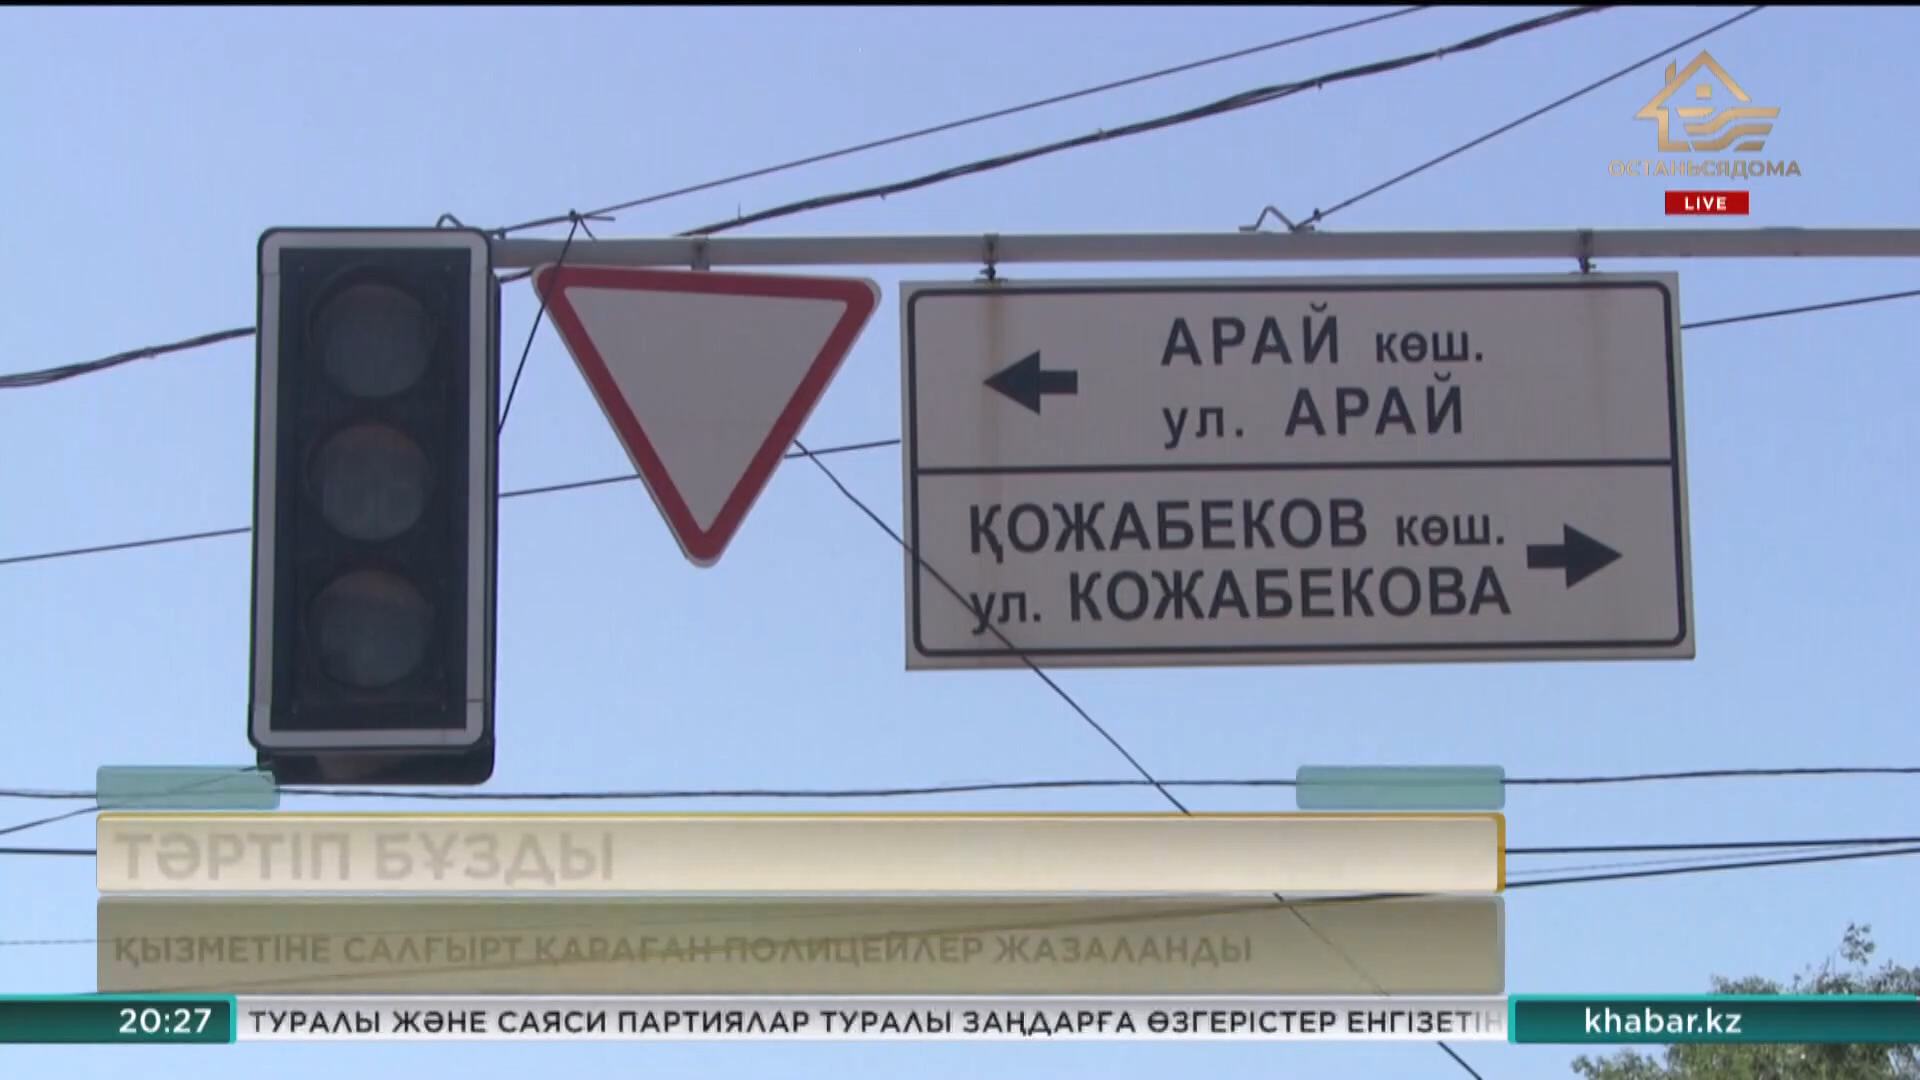 ОСТАНЬСЯДОМА
LIVE
АРАЙ көш.
ул. АРАЙ
ҚОЖАБЕКОВ көш.
ул. КОЖАБЕКОВА
ТӘРТІП БҰЗДЫ
ҚЫЗМЕТІНЕ САЛҒЫРТ ҚАРАҒАН ПОЛИЦЕЙЛЕР ЖАЗАЛАНДЫ
20:27 ТУРАЛЫ ЖӘНЕ САЯСИ ПАРТИЯЛАР ТУРАЛЫ ЗАҢДАРҒА ӨЗГЕРІСТЕР ЕНГІЗЕТІН khabar.kz